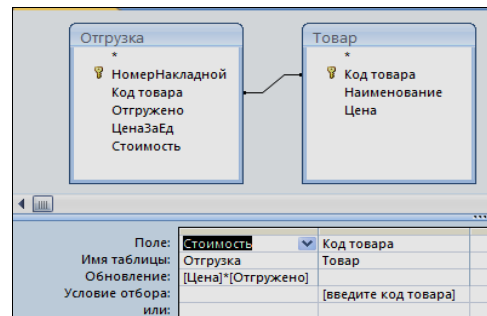 Отгрузка
*
НомерНакладной
Код товара
Отгружено
ЦенаЗаЕд
Стоимость
Товар
*
Код товара
Наименование
Цена
Поле: Стоимость Код товара
Имя таблицы: Отгрузка Товар
Обновление: [Цена]*[Отгружено]
Условие отбора: [введите код товара]
или: